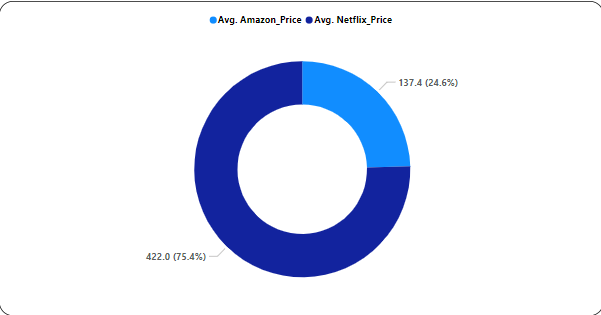 Avg. Amazon_Price Avg. Netflix_Price
137.4 (24.6%)
422.0 (75.4%)